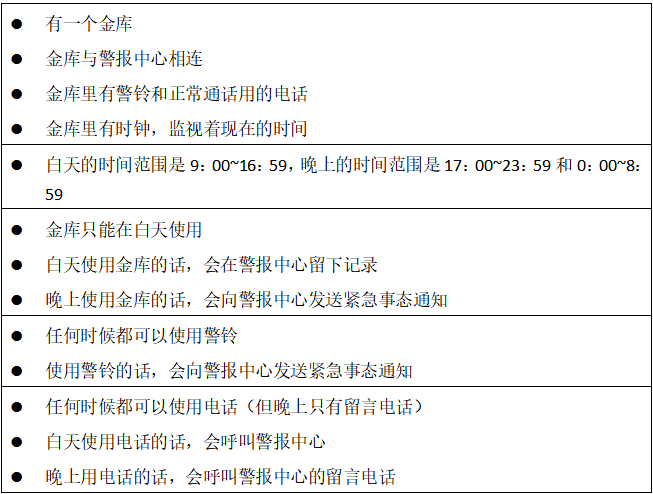 ● 有一个金库
● 金库与警报中心相连
● 金库里有警铃和正常通话用的电话
● 金库里有时钟，监视着现在的时间
● 白天的时间范围是 9：00~16：59，晚上的时间范围是 17：00~23：59 和 0：00~8：
59
● 金库只能在白天使用
● 白天使用金库的话，会在警报中心留下记录
● 晚上使用金库的话，会向警报中心发送紧急事态通知
● 任何时候都可以使用警铃
● 使用警铃的话，会向警报中心发送紧急事态通知
● 任何时候都可以使用电话（但晚上只有留言电话）
● 白天使用电话的话，会呼叫警报中心
● 晚上用电话的话，会呼叫警报中心的留言电话